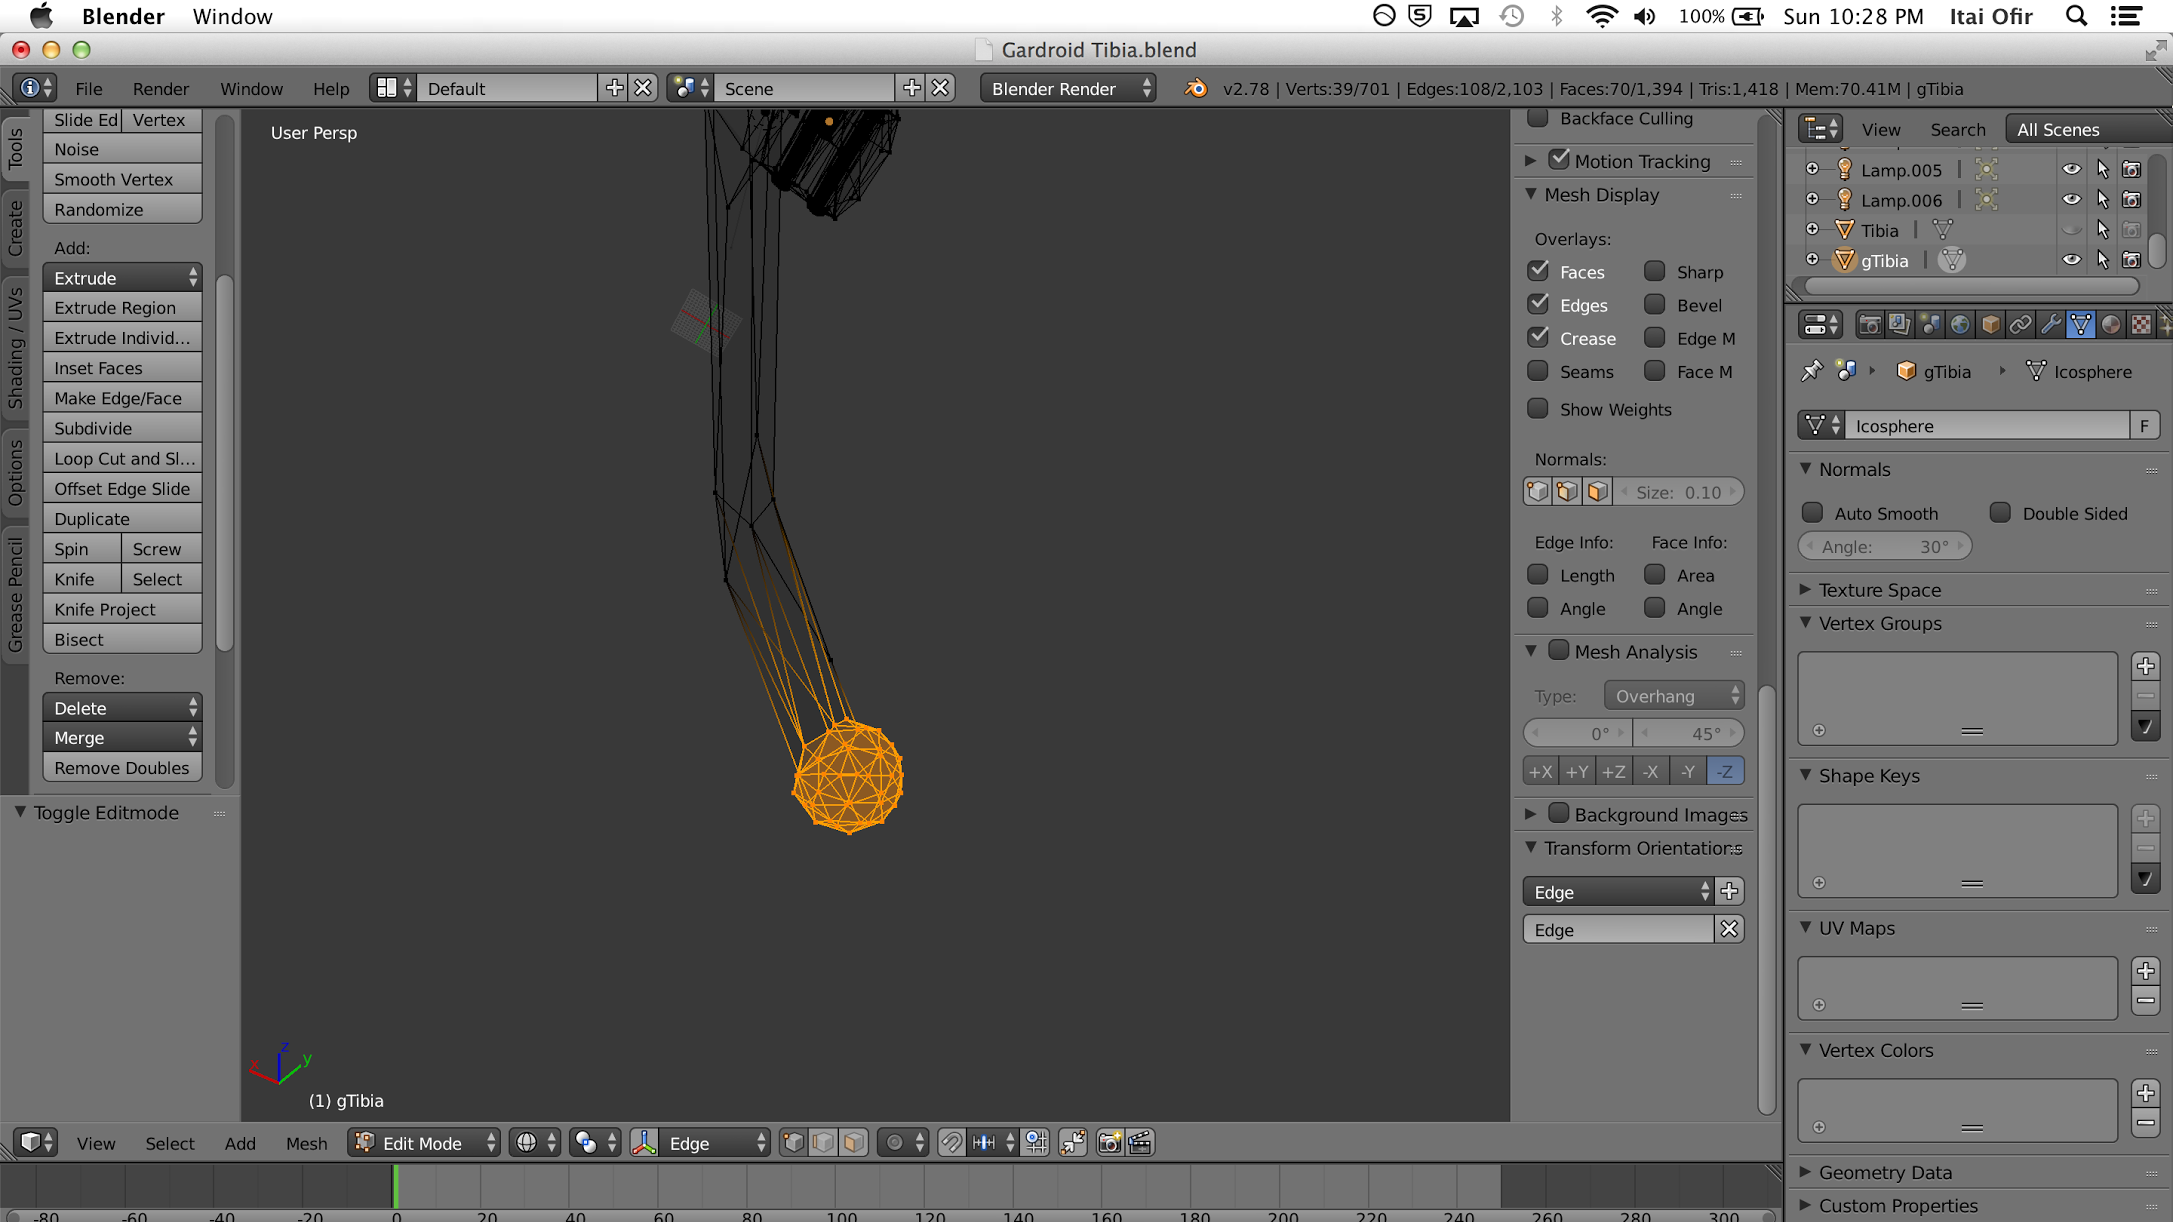 Blender Window
100% Sun 10:28 PM Itai Ofir
Gardroid Tibia.blend
File Render Window Help Default Scene Blender Render v2.78 | Verts:39/701 | Edges:108/2,103 | Faces:70/1,394 | Tris:1,418 | Mem:70.41M | gTibia
Tools
Create
Shading / UVs
Options
Grease Pencil
Slide Ed Vertex
Noise
Smooth Vertex
Randomize
Add:
Extrude
Extrude Region
Extrude Individ...
Inset Faces
Make Edge/Face
Subdivide
Loop Cut and Sl...
Offset Edge Slide
Duplicate
Spin Screw
Knife Select
Knife Project
Bisect
Remove:
Delete
Merge
Remove Doubles
Toggle Editmode
User Persp
x z y
(1) gTibia
Backface Culling
Motion Tracking
Mesh Display
Overlays:
Faces Sharp
Edges Bevel
Crease Edge M
Seams Face M
Show Weights
Normals:
Size: 0.10
Edge Info: Face Info:
Length Area
Angle Angle
Mesh Analysis
Type: Overhang
0° 45°
+X +Y +Z -X -Y -Z
Background Images
Transform Orientations
Edge
Edge
View Search All Scenes
Lamp.005
Lamp.006
Tibia
gTibia
gTibia Icosphere
Icosphere F
Normals
Auto Smooth Double Sided
Angle: 30°
Texture Space
Vertex Groups
Shape Keys
UV Maps
Vertex Colors
Geometry Data
Custom Properties
View Select Add Mesh Edit Mode Edge
-80 -60 -40 -20 0 20 40 60 80 100 120 140 160 180 200 220 240 260 280 300